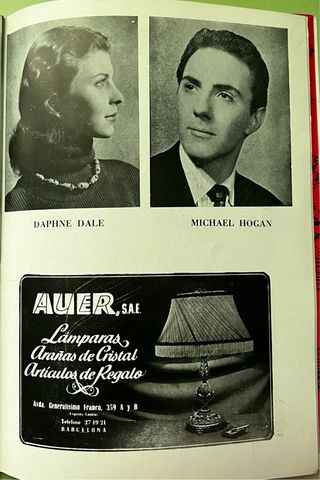 DAPHNE DALE
MICHAEL HOGAN
AUER, S.A.E.
Lámparas
Arañas de Cristal
Artículos de Regalo
Avda. Generalísimo Franco, 359 A y B
Teléfono 27 19 21
BARCELONA